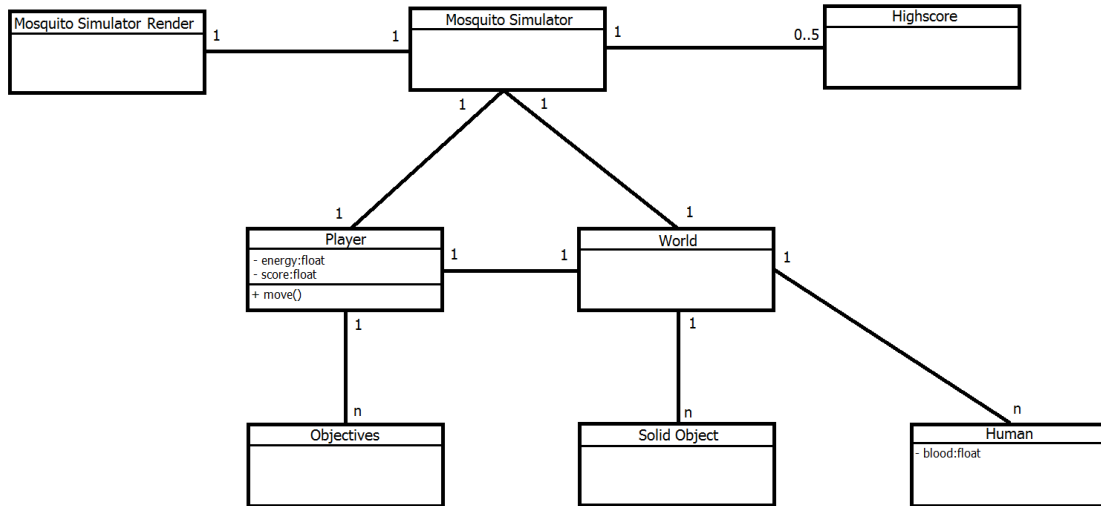 Mosquito Simulator Render
Mosquito Simulator
Highscore
1
1
1
0..5
1
1
1
1
Player
- energy:float
- score:float
+ move()
World
1
1
1
1
1
1
n
n
n
Objectives
Solid Object
Human
- blood:float